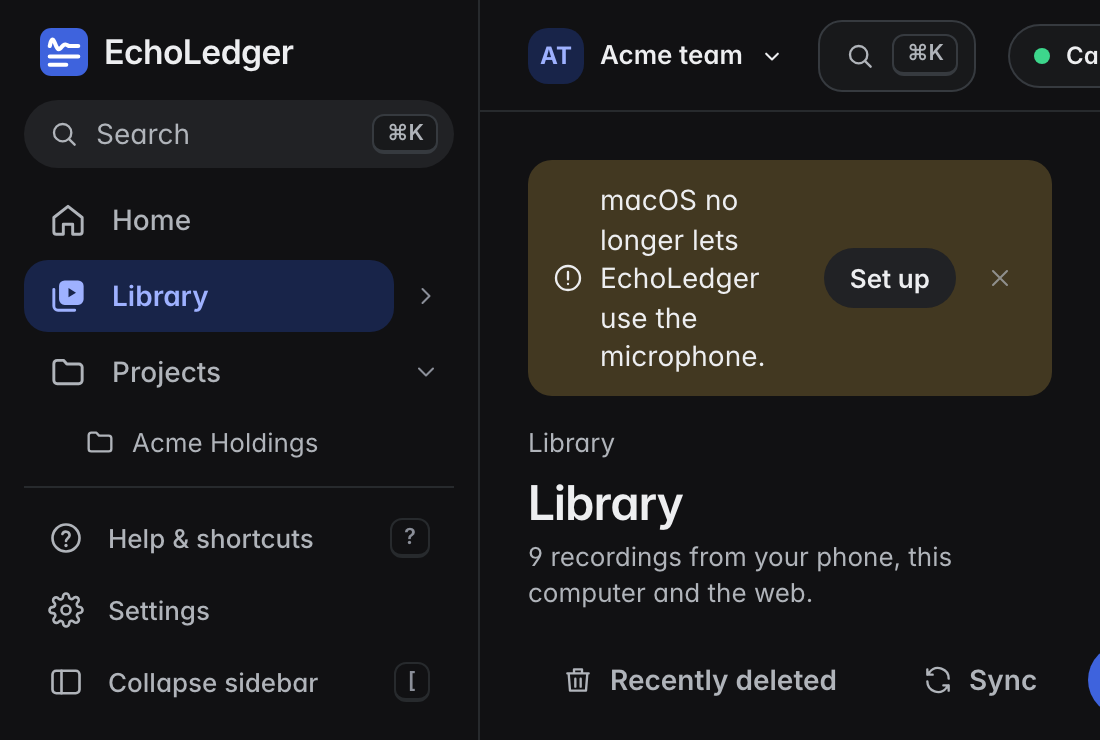 EchoLedger
Search ⌘K
Home
Library
Projects
Acme Holdings
Help & shortcuts ?
Settings
Collapse sidebar [
AT Acme team ⌘K Ca
macOS no
longer lets
EchoLedger
use the
microphone.
Set up
Library
Library
9 recordings from your phone, this
computer and the web.
Recently deleted Sync